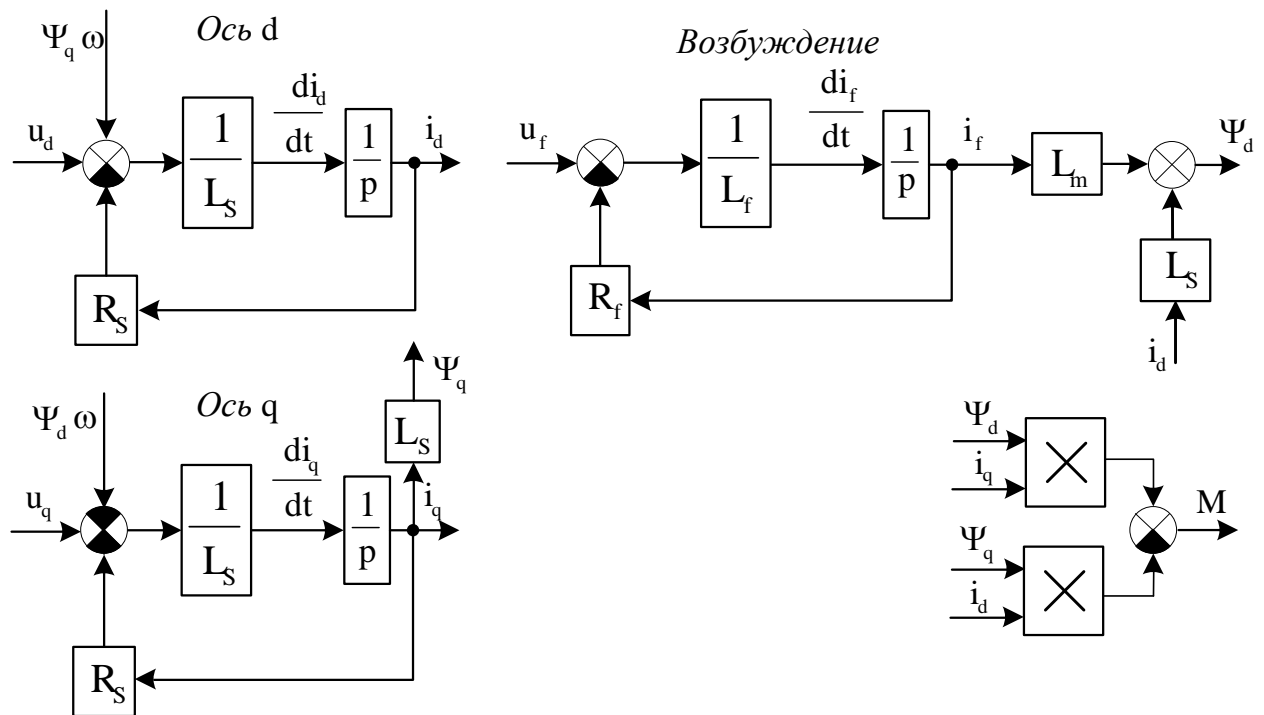 Ось d
Ψq ω
ud
1
Ls
did
dt
1
p
id
Rs
Возбуждение
uf
1
Lf
dif
dt
1
p
if
Lm
Ψd
Rf
Ls
id
Ось q
Ψd ω
uq
1
Ls
diq
dt
1
p
Ψq
Ls
iq
Rs
Ψd
iq
Ψq
id
M